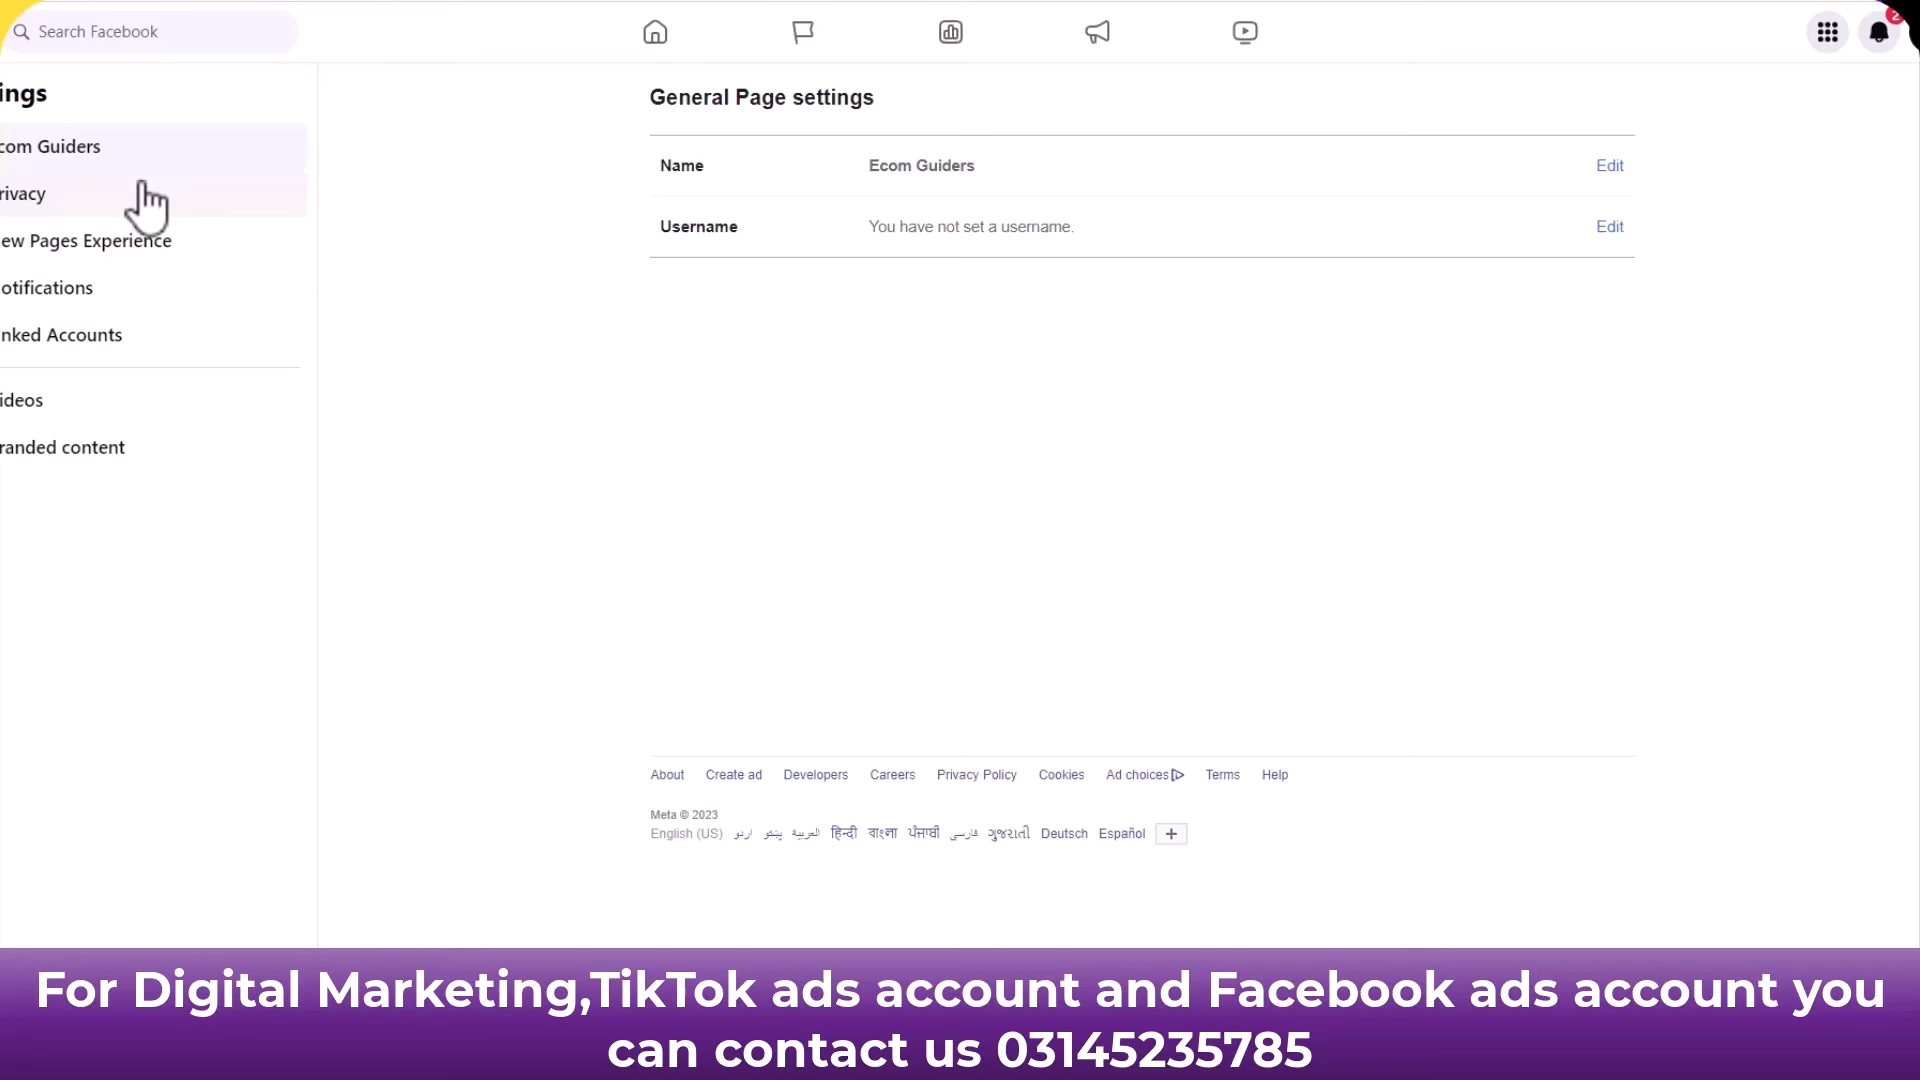 Search Facebook
2
ings
com Guiders
rivacy
ew Pages Experience
otifications
nked Accounts
ideos
randed content
General Page settings
Name Ecom Guiders Edit
Username You have not set a username. Edit
About Create ad Developers Careers Privacy Policy Cookies Ad choices Terms Help
Meta © 2023
English (US) اردو پښتو العربية हिन्दी বাংলা ਪੰਜਾਬੀ فارسی ગુજરાતી Deutsch Español +
For Digital Marketing,TikTok ads account and Facebook ads account you
can contact us 03145235785